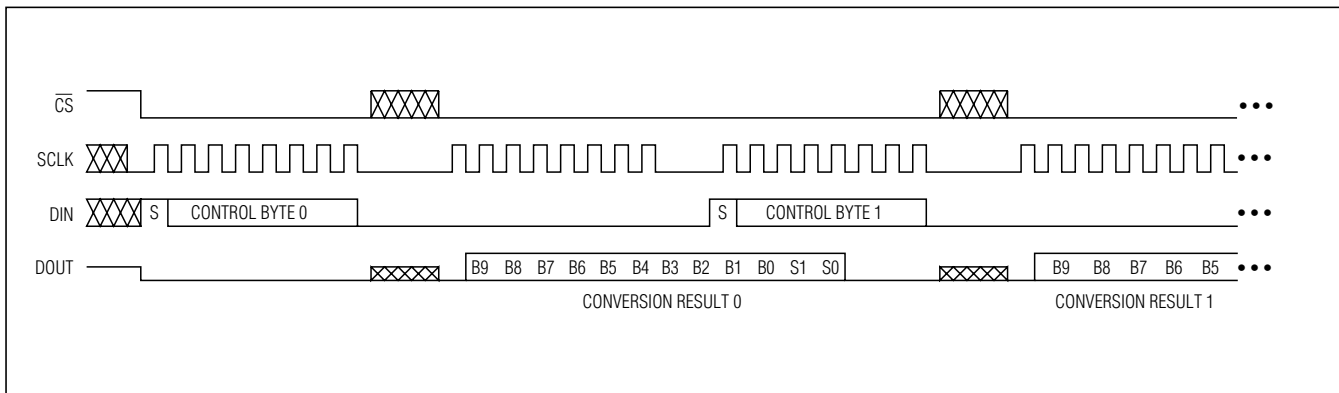 CS
SCLK
DIN S CONTROL BYTE 0 S CONTROL BYTE 1
DOUT B9 B8 B7 B6 B5 B4 B3 B2 B1 B0 S1 S0 B9 B8 B7 B6 B5
CONVERSION RESULT 0 CONVERSION RESULT 1